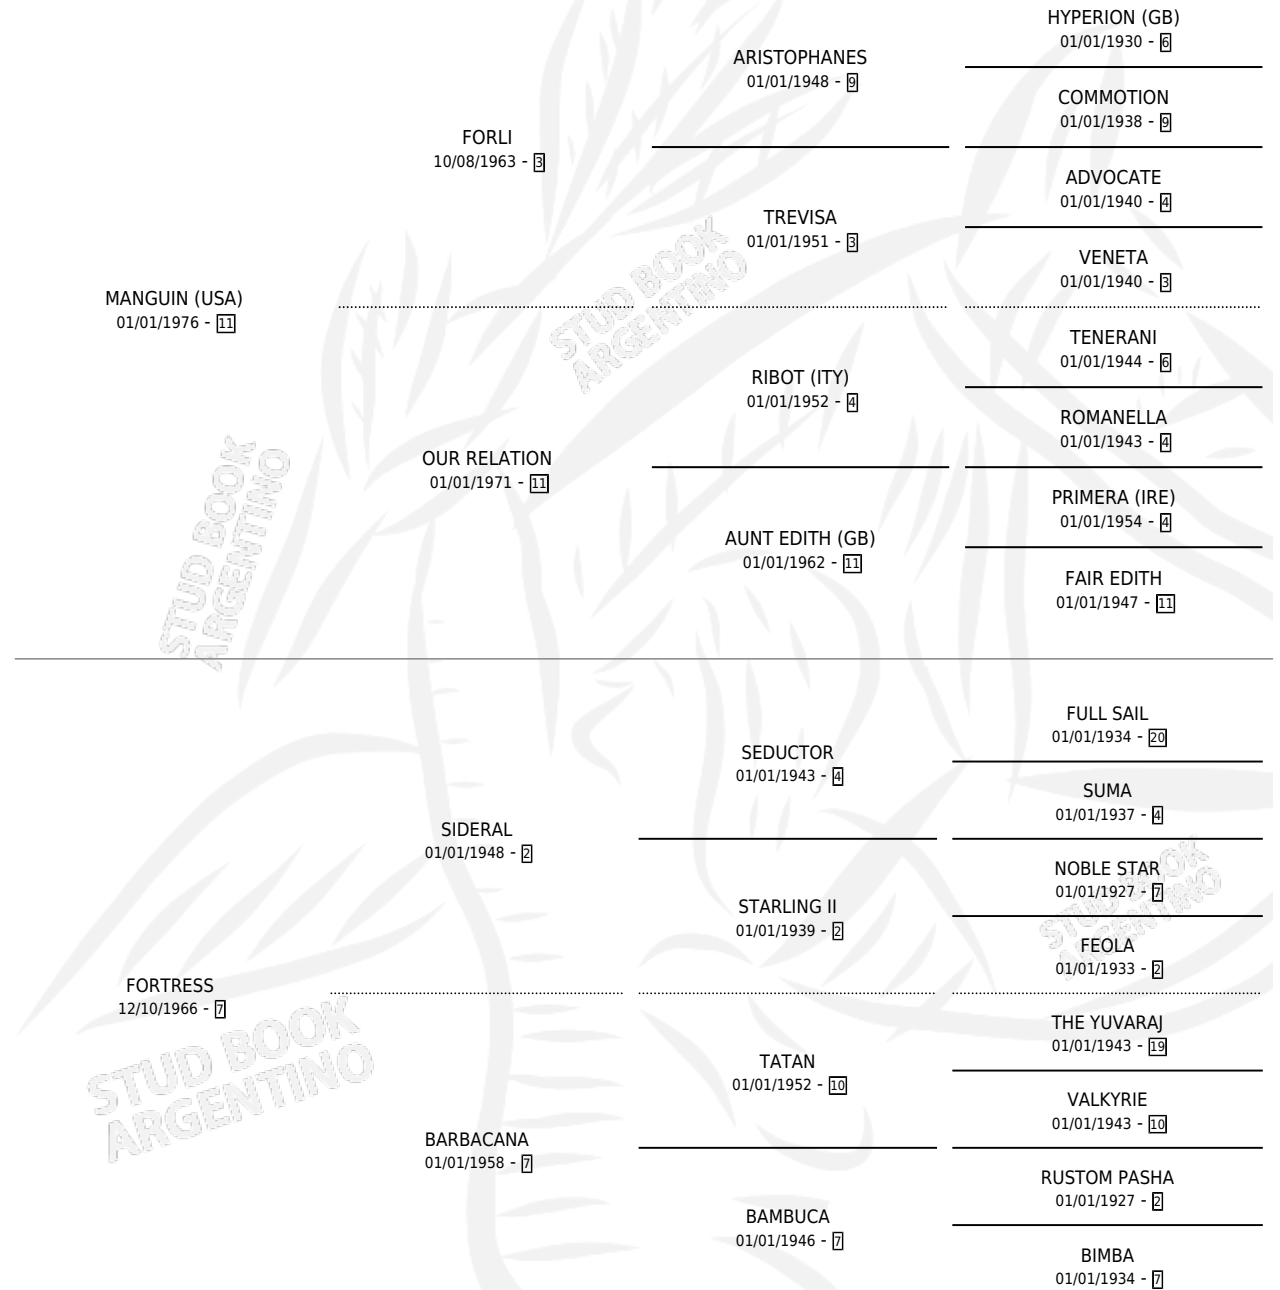 HYPERION (GB)
01/01/1930 - 6
ARISTOPHANES
01/01/1948 - 9
COMMOTION
01/01/1938 - 9
FORLI
10/08/1963 - 3
ADVOCATE
01/01/1940 - 4
TREVISA
01/01/1951 - 3
VENETA
01/01/1940 - 3
MANGUIN (USA)
01/01/1976 - 11
TENERANI
01/01/1944 - 6
RIBOT (ITY)
01/01/1952 - 4
ROMANELLA
01/01/1943 - 4
OUR RELATION
01/01/1971 - 11
PRIMERA (IRE)
01/01/1954 - 4
AUNT EDITH (GB)
01/01/1962 - 11
FAIR EDITH
01/01/1947 - 11
STUD BOOK
ARGENTINO
STUD BOOK
ARGENTINO
FULL SAIL
01/01/1934 - 20
SEDUCTOR
01/01/1943 - 4
SUMA
01/01/1937 - 4
SIDERAL
01/01/1948 - 2
NOBLE STAR
01/01/1927 - 7
STARLING II
01/01/1939 - 2
FEOLA
01/01/1933 - 2
STUD BOOK
ARGENTINO
FORTRESS
12/10/1966 - 7
THE YUVARAJ
01/01/1943 - 19
TATAN
01/01/1952 - 10
VALKYRIE
01/01/1943 - 10
STUD BOOK
ARGENTINO
BARBACANA
01/01/1958 - 7
RUSTOM PASHA
01/01/1927 - 2
BAMBUCA
01/01/1946 - 7
BIMBA
01/01/1934 - 7